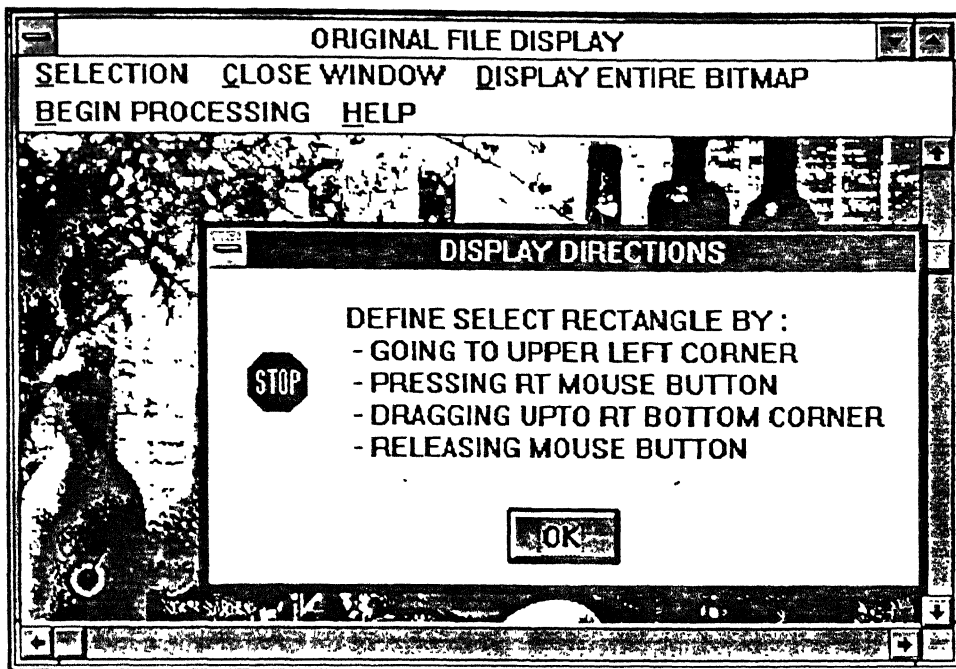 ORIGINAL FILE DISPLAY
SELECTION CLOSE WINDOW DISPLAY ENTIRE BITMAP
BEGIN PROCESSING HELP
DISPLAY DIRECTIONS
DEFINE SELECT RECTANGLE BY :
- GOING TO UPPER LEFT CORNER
STOP
- PRESSING RT MOUSE BUTTON
- DRAGGING UPTO RT BOTTOM CORNER
- RELEASING MOUSE BUTTON
OK